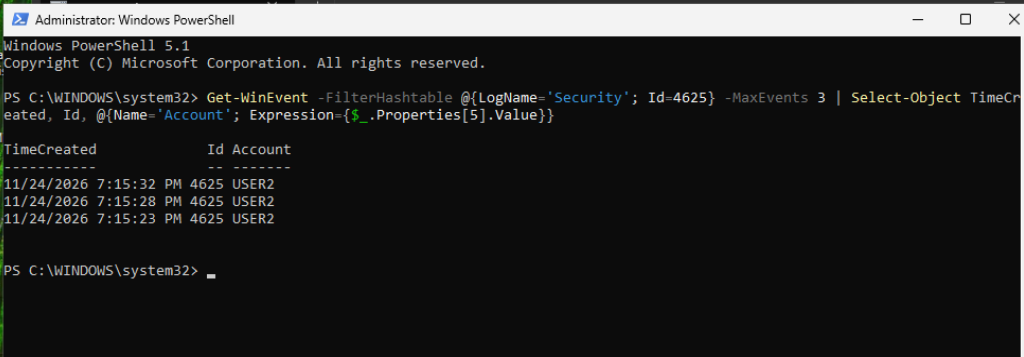 Administrator: Windows PowerShell
Windows PowerShell 5.1
Copyright (C) Microsoft Corporation. All rights reserved.
PS C:\WINDOWS\system32> Get-WinEvent -FilterHashtable @{LogName='Security'; Id=4625} -MaxEvents 3 | Select-Object TimeCr
eated, Id, @{Name='Account'; Expression={$_.Properties[5].Value}}
TimeCreated             Id Account
-----------             -- -------
11/24/2026 7:15:32 PM 4625 USER2
11/24/2026 7:15:28 PM 4625 USER2
11/24/2026 7:15:23 PM 4625 USER2
PS C:\WINDOWS\system32>